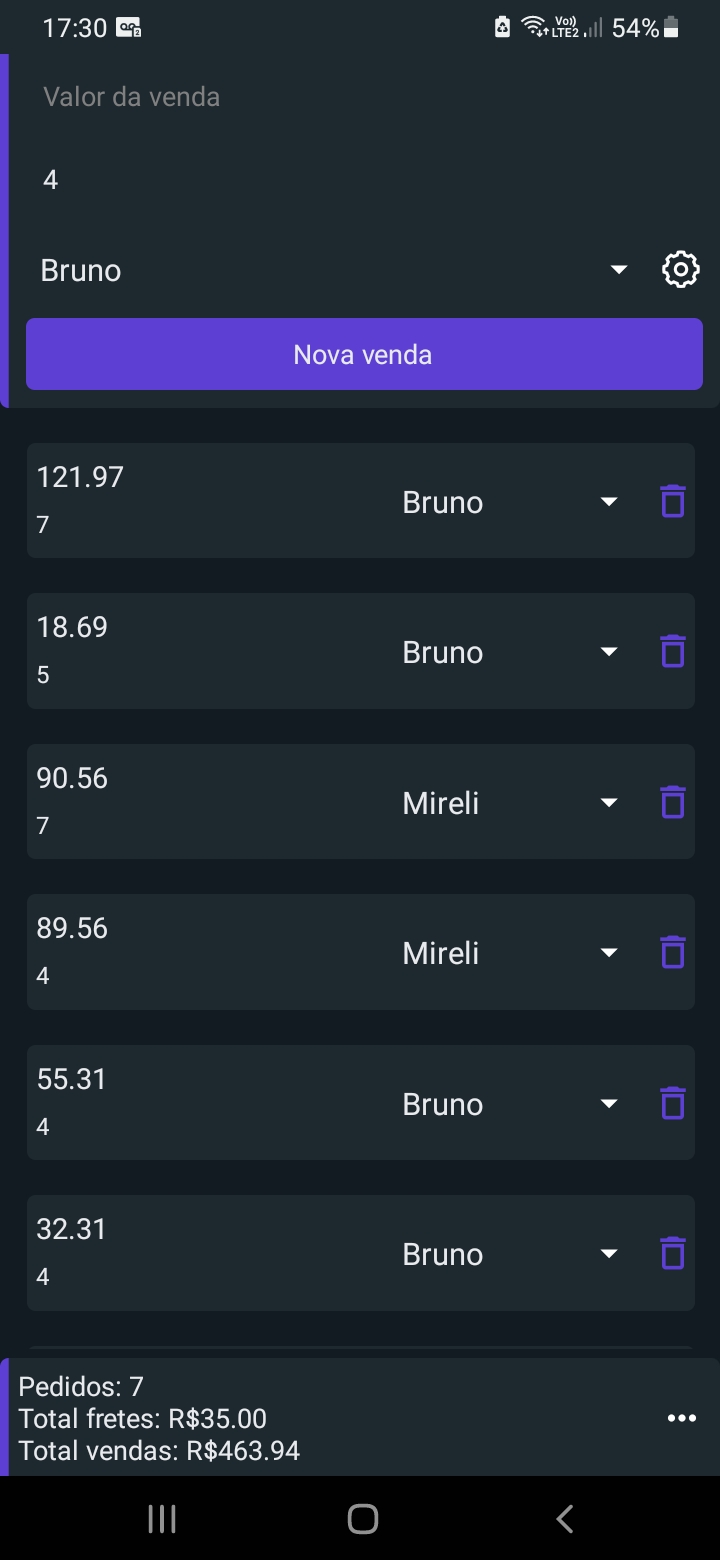 17:30
Vo))
LTE2
54%
Valor da venda
4
Bruno
Nova venda
121.97
7
Bruno
18.69
5
Bruno
90.56
7
Mireli
89.56
4
Mireli
55.31
4
Bruno
32.31
4
Bruno
Pedidos: 7
Total fretes: R$35.00
Total vendas: R$463.94